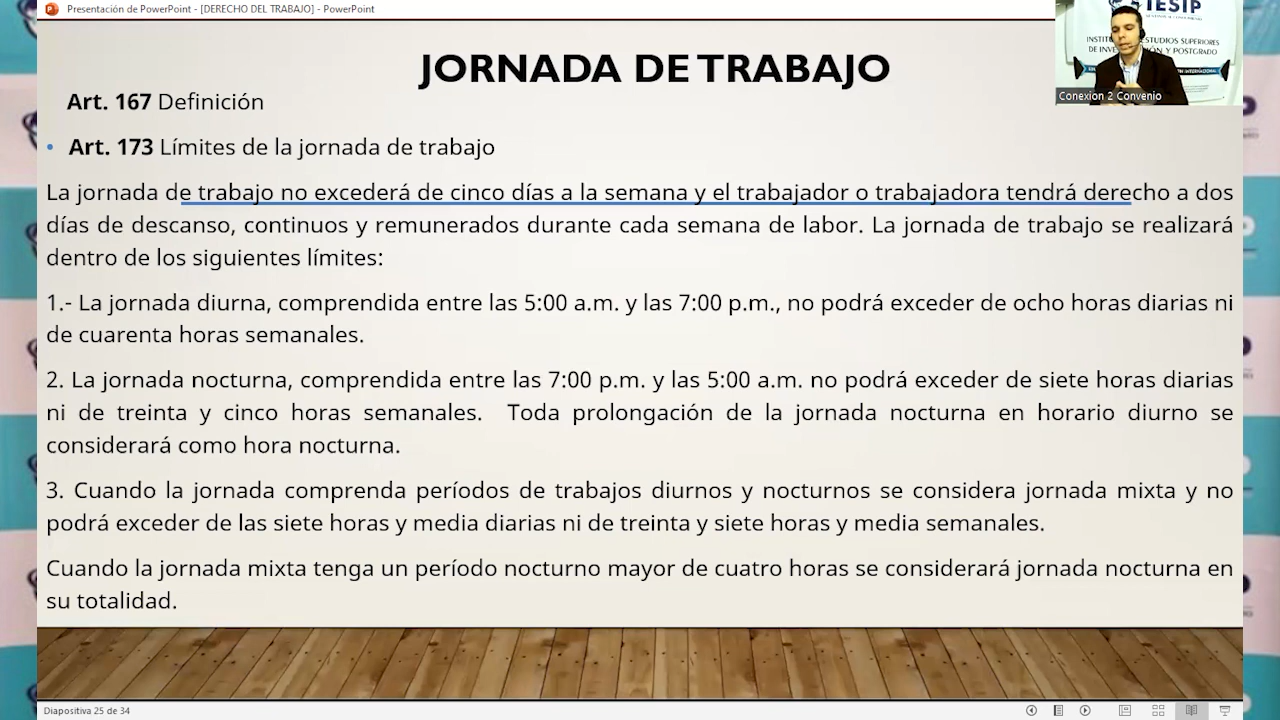 Presentación de PowerPoint - [DERECHO DEL TRABAJO] - PowerPoint
IESIP
INSTIT
ESTUDIOS SUPERIORES
DE INVE
IÓN Y POSTGRADO
Conexion 2 Convenio
JORNADA DE TRABAJO
Art. 167 Definición
• Art. 173 Límites de la jornada de trabajo
La jornada de trabajo no excederá de cinco días a la semana y el trabajador o trabajadora tendrá derecho a dos
días de descanso, continuos y remunerados durante cada semana de labor. La jornada de trabajo se realizará
dentro de los siguientes límites:
1.- La jornada diurna, comprendida entre las 5:00 a.m. y las 7:00 p.m., no podrá exceder de ocho horas diarias ni
de cuarenta horas semanales.
2. La jornada nocturna, comprendida entre las 7:00 p.m. y las 5:00 a.m. no podrá exceder de siete horas diarias
ni de treinta y cinco horas semanales. Toda prolongación de la jornada nocturna en horario diurno se
considerará como hora nocturna.
3. Cuando la jornada comprenda períodos de trabajos diurnos y nocturnos se considera jornada mixta y no
podrá exceder de las siete horas y media diarias ni de treinta y siete horas y media semanales.
Cuando la jornada mixta tenga un período nocturno mayor de cuatro horas se considerará jornada nocturna en
su totalidad.
Diapositiva 25 de 34